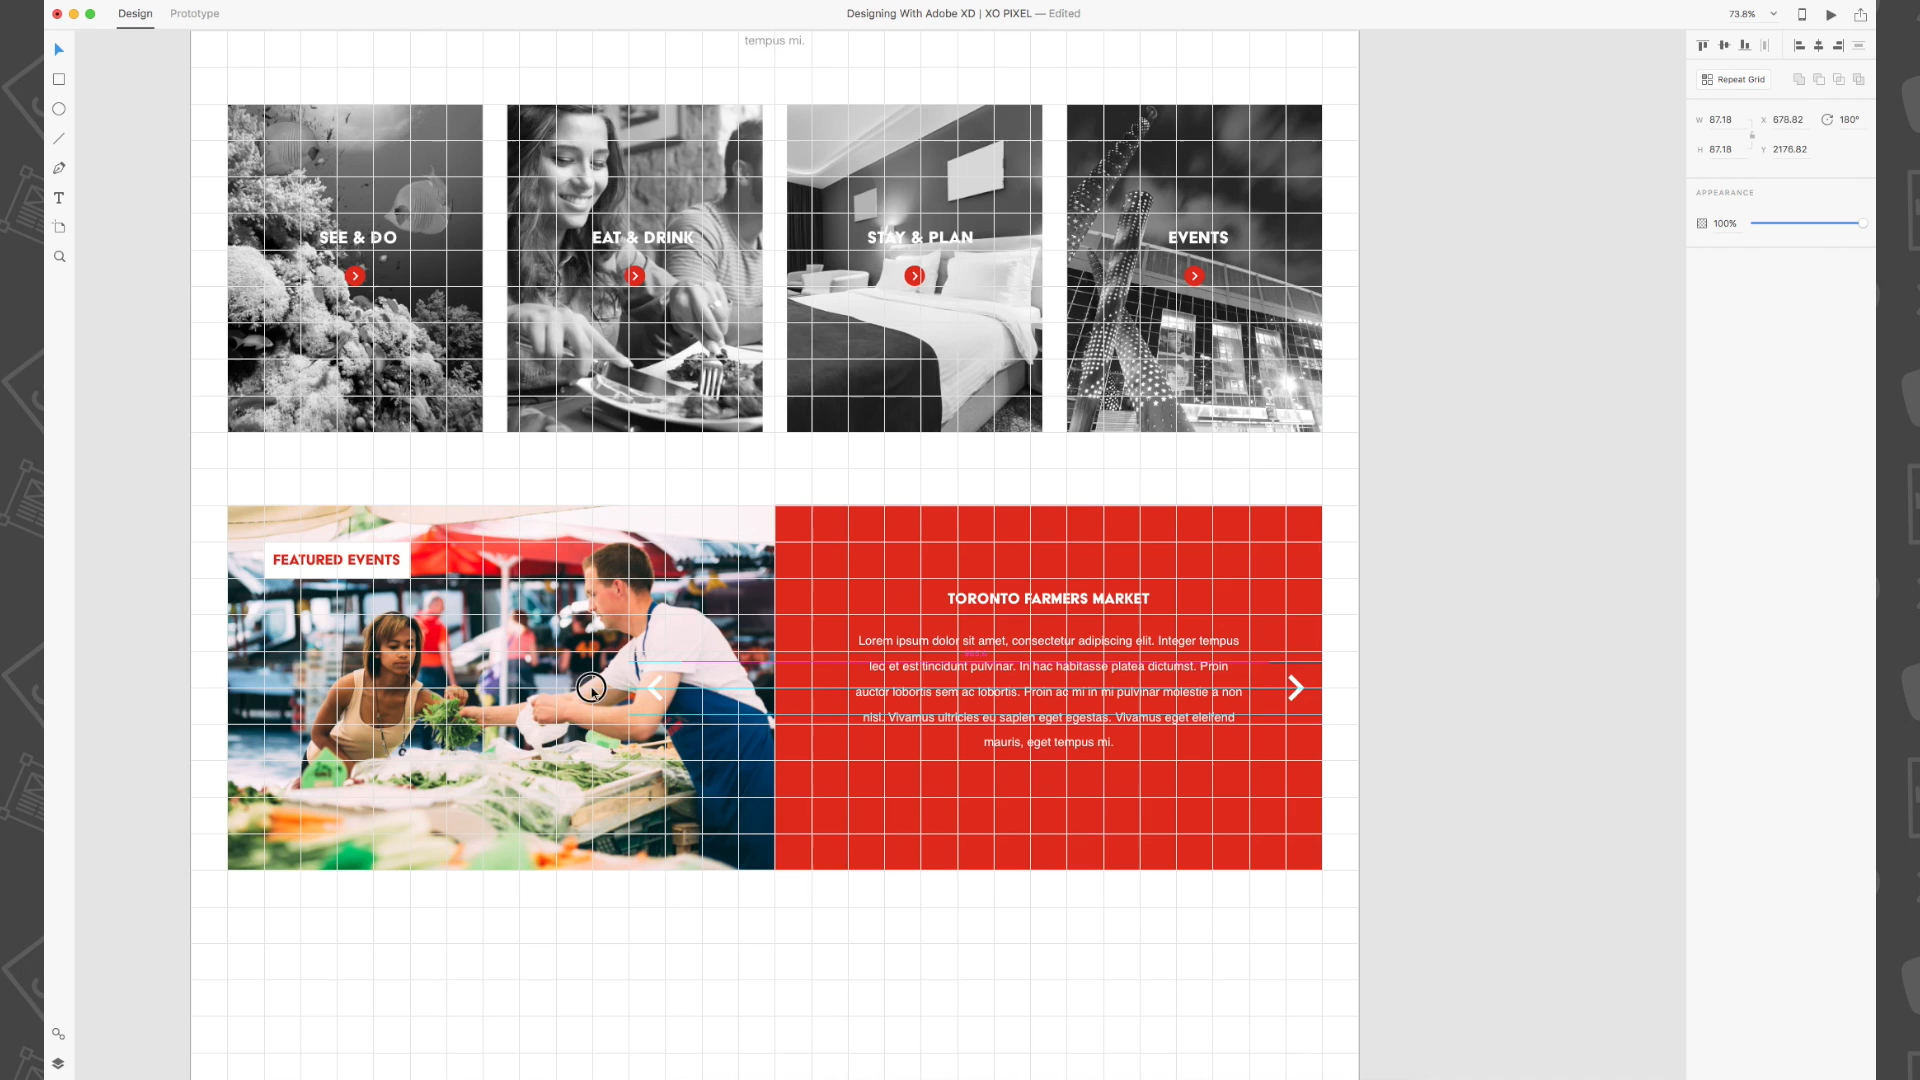 Design
Prototype
Designing With Adobe XD | XO PIXEL — Edited
73.8%
tempus mi.
Repeat Grid
W 87.18
X 678.82
180°
H 87.18
Y 2176.82
APPEARANCE
100%
SEE & DO
EAT & DRINK
STAY & PLAN
EVENTS
FEATURED EVENTS
TORONTO FARMERS MARKET
Lorem ipsum dolor sit amet, consectetur adipiscing elit. Integer tempus
leo et est tincidunt pulvinar. In hac habitasse platea dictumst. Proin
auctor lobortis sem ac lobortis. Proin ac mi in mi pulvinar molestie a non
nisl. Vivamus ultricies eu sapien eget egestas. Vivamus eget eleifend
mauris, eget tempus mi.
T